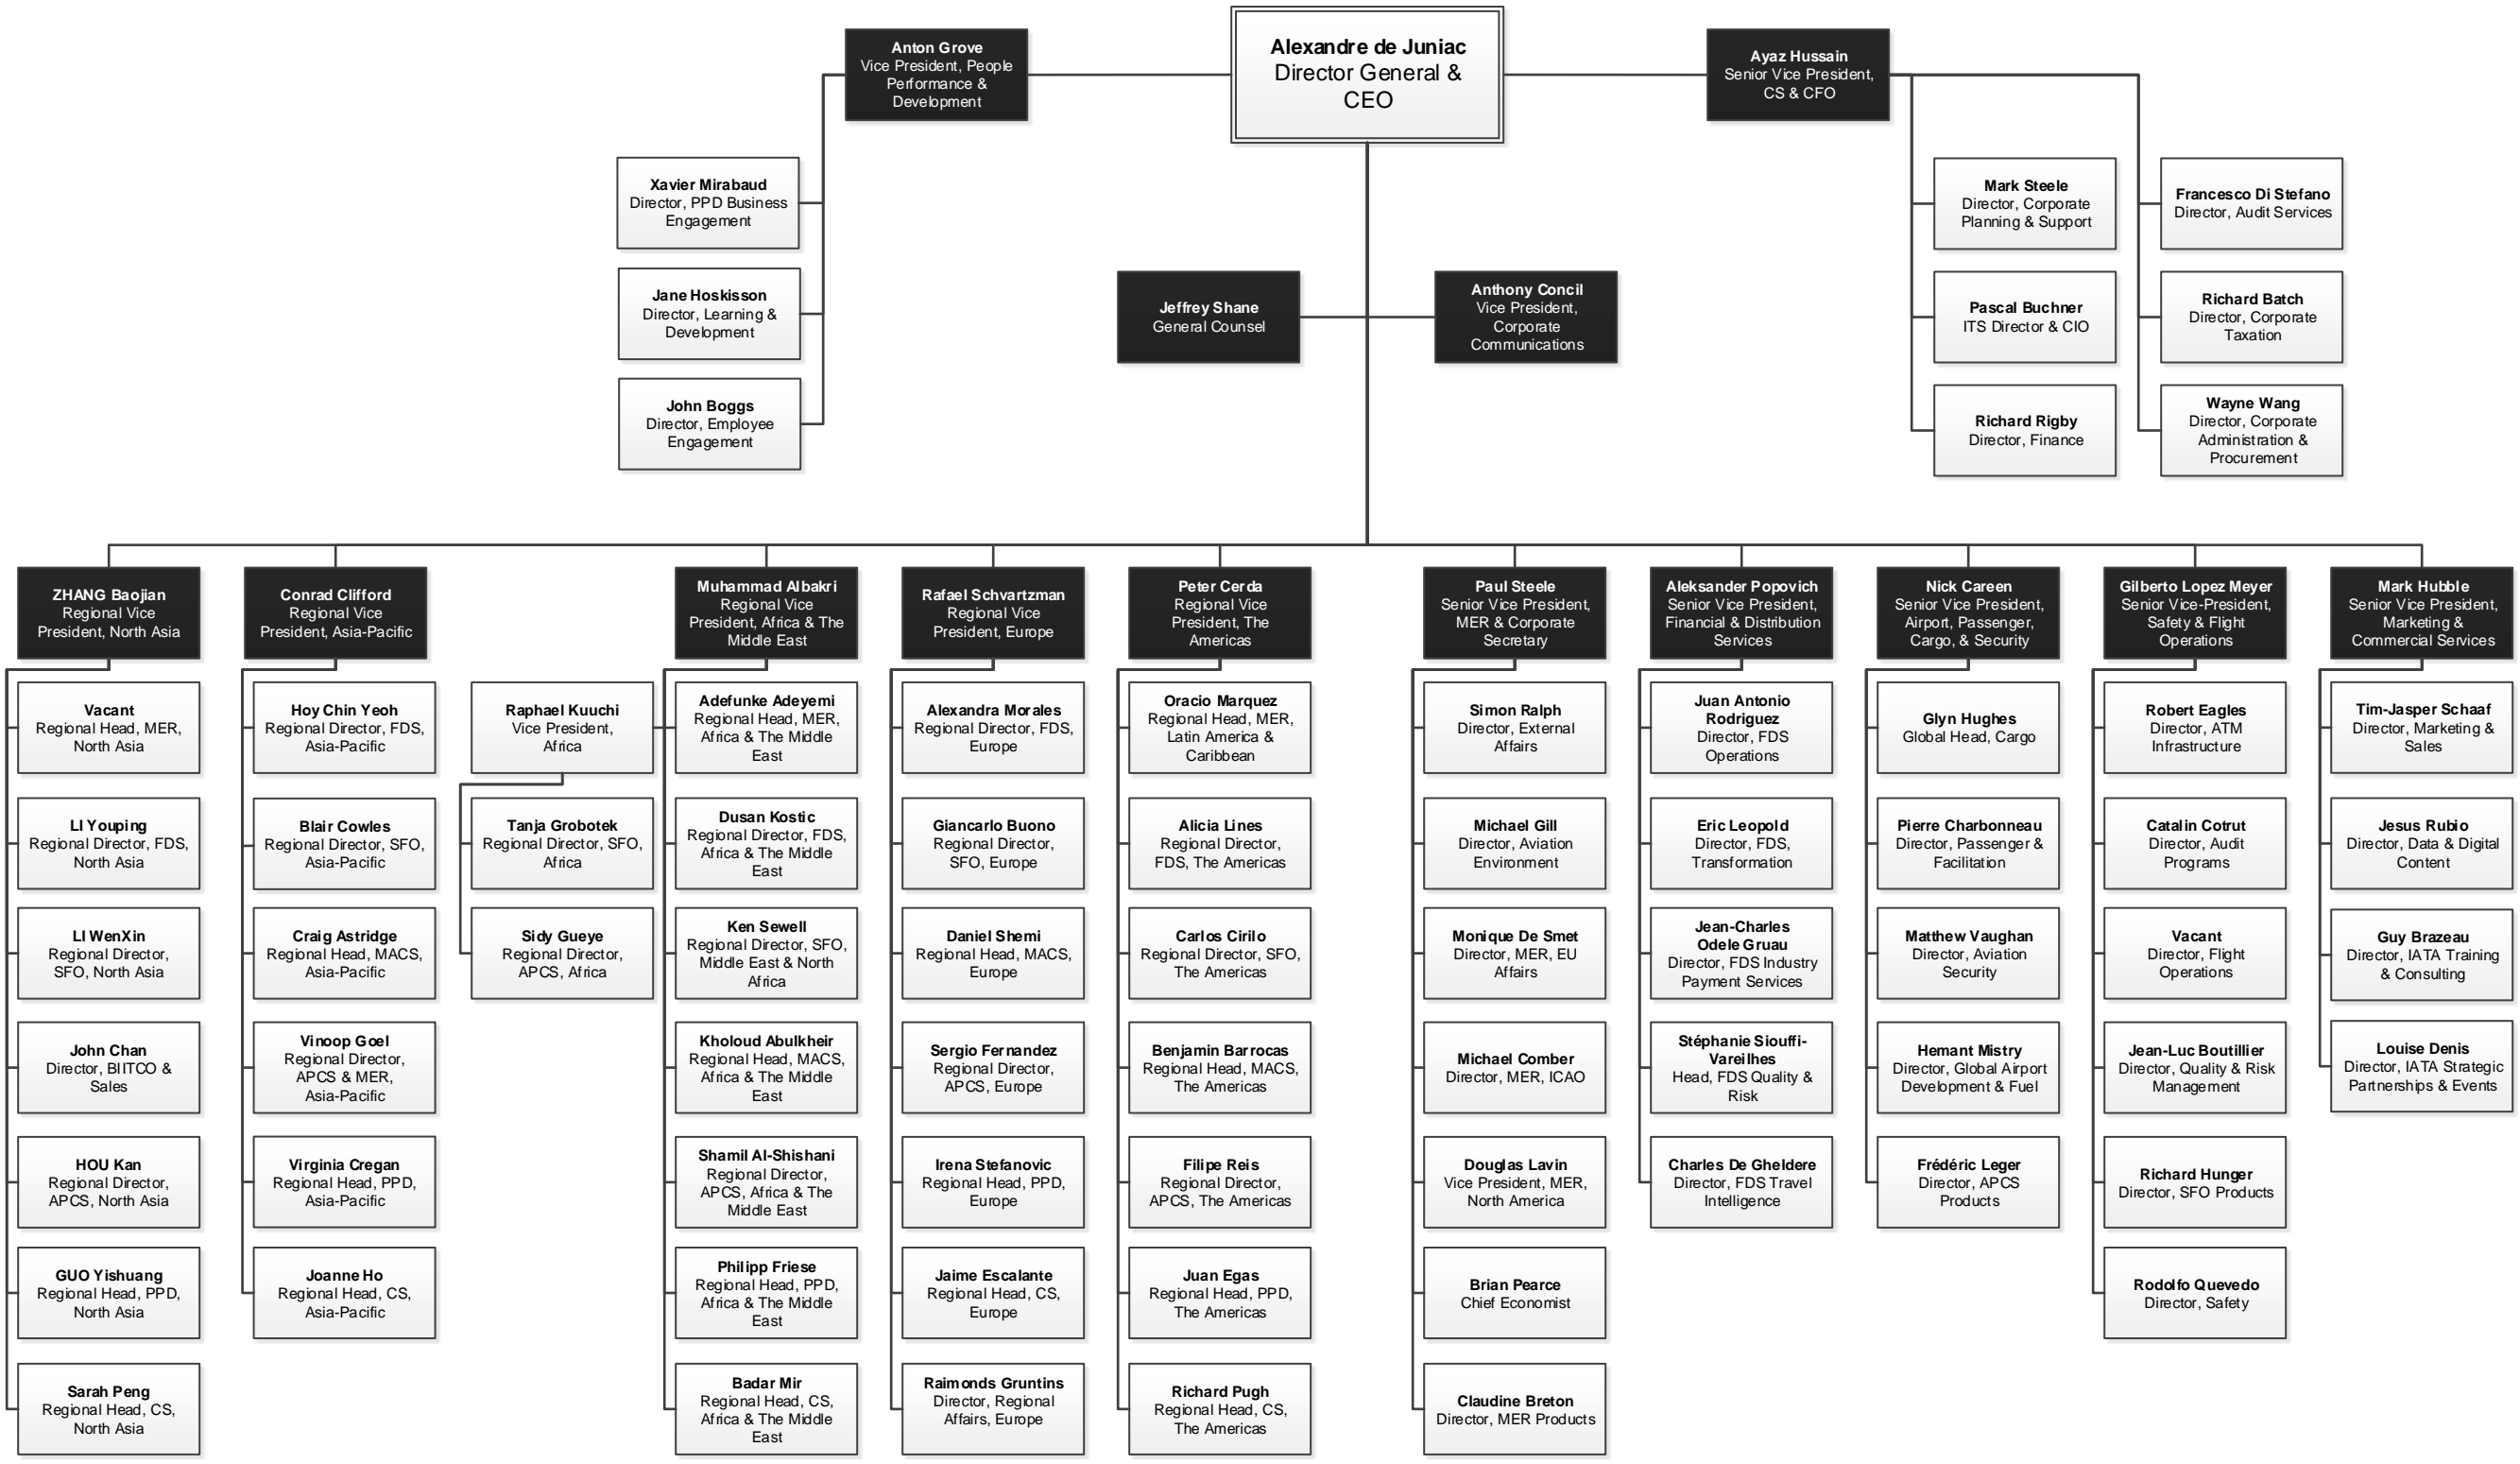 Alexandre de Juniac
Director General &
CEO
Anton Grove
Vice President, People
Performance &
Development
Ayaz Hussain
Senior Vice President,
CS & CFO
Xavier Mirabaud
Director, PPD Business
Engagement
Jane Hoskisson
Director, Learning &
Development
John Boggs
Director, Employee
Engagement
Jeffrey Shane
General Counsel
Anthony Concil
Vice President,
Corporate
Communications
Mark Steele
Director, Corporate
Planning & Support
Pascal Buchner
ITS Director & CIO
Richard Rigby
Director, Finance
Francesco Di Stefano
Director, Audit Services
Richard Batch
Director, Corporate
Taxation
Wayne Wang
Director, Corporate
Administration &
Procurement
ZHANG Baojian
Regional Vice
President, North Asia
Vacant
Regional Head, MER,
North Asia
LI Youping
Regional Director, FDS,
North Asia
LI WenXin
Regional Director,
SFO, North Asia
John Chan
Director, BIITCO &
Sales
HOU Kan
Regional Director,
APCS, North Asia
GUO Yishuang
Regional Head, PPD,
North Asia
Sarah Peng
Regional Head, CS,
North Asia
Conrad Clifford
Regional Vice
President, Asia-Pacific
Hoy Chin Yeoh
Regional Director, FDS,
Asia-Pacific
Blair Cowles
Regional Director, SFO,
Asia-Pacific
Craig Astridge
Regional Head, MACS,
Asia-Pacific
Vinoop Goel
Regional Director,
APCS & MER,
Asia-Pacific
Virginia Cregan
Regional Head, PPD,
Asia-Pacific
Joanne Ho
Regional Head, CS,
Asia-Pacific
Raphael Kuuchi
Vice President,
Africa
Tanja Grobotek
Regional Director, SFO,
Africa
Sidy Gueye
Regional Director,
APCS, Africa
Muhammad Albakri
Regional Vice
President, Africa & The
Middle East
Adefunke Adeyemi
Regional Head, MER,
Africa & The Middle
East
Dusan Kostic
Regional Director, FDS,
Africa & The Middle
East
Ken Sewell
Regional Director, SFO,
Middle East & North
Africa
Kholoud Abulkheir
Regional Head, MACS,
Africa & The Middle
East
Shamil Al-Shishani
Regional Director,
APCS, Africa & The
Middle East
Philipp Friese
Regional Head, PPD,
Africa & The Middle
East
Badar Mir
Regional Head, CS,
Africa & The Middle
East
Rafael Schvartzman
Regional Vice
President, Europe
Alexandra Morales
Regional Director, FDS,
Europe
Giancarlo Buono
Regional Director,
SFO, Europe
Daniel Shemi
Regional Head, MACS,
Europe
Sergio Fernandez
Regional Director,
APCS, Europe
Irena Stefanovic
Regional Head, PPD,
Europe
Jaime Escalante
Regional Head, CS,
Europe
Raimonds Gruntins
Director, Regional
Affairs, Europe
Peter Cerda
Regional Vice
President, The
Americas
Oracio Marquez
Regional Head, MER,
Latin America &
Caribbean
Alicia Lines
Regional Director,
FDS, The Americas
Carlos Cirilo
Regional Director, SFO,
The Americas
Benjamin Barrocas
Regional Head, MACS,
The Americas
Filipe Reis
Regional Director,
APCS, The Americas
Juan Egas
Regional Head, PPD,
The Americas
Richard Pugh
Regional Head, CS,
The Americas
Paul Steele
Senior Vice President,
MER & Corporate
Secretary
Simon Ralph
Director, External
Affairs
Michael Gill
Director, Aviation
Environment
Monique De Smet
Director, MER, EU
Affairs
Michael Comber
Director, MER, ICAO
Douglas Lavin
Vice President, MER,
North America
Brian Pearce
Chief Economist
Claudine Breton
Director, MER Products
Aleksander Popovich
Senior Vice President,
Financial & Distribution
Services
Juan Antonio
Rodriguez
Director, FDS
Operations
Eric Leopold
Director, FDS,
Transformation
Jean-Charles
Odele Gruau
Director, FDS Industry
Payment Services
Stéphanie Siouffi-
Vareilhes
Head, FDS Quality &
Risk
Charles De Gheldere
Director, FDS Travel
Intelligence
Nick Careen
Senior Vice President,
Airport, Passenger,
Cargo, & Security
Glyn Hughes
Global Head, Cargo
Pierre Charbonneau
Director, Passenger &
Facilitation
Matthew Vaughan
Director, Aviation
Security
Hemant Mistry
Director, Global Airport
Development & Fuel
Frédéric Leger
Director, APCS
Products
Gilberto Lopez Meyer
Senior Vice-President,
Safety & Flight
Operations
Robert Eagles
Director, ATM
Infrastructure
Catalin Cotrut
Director, Audit
Programs
Vacant
Director, Flight
Operations
Jean-Luc Boutillier
Director, Quality & Risk
Management
Richard Hunger
Director, SFO Products
Rodolfo Quevedo
Director, Safety
Mark Hubble
Senior Vice President,
Marketing &
Commercial Services
Tim-Jasper Schaaf
Director, Marketing &
Sales
Jesus Rubio
Director, Data & Digital
Content
Guy Brazeau
Director, IATA Training
& Consulting
Louise Denis
Director, IATA Strategic
Partnerships & Events